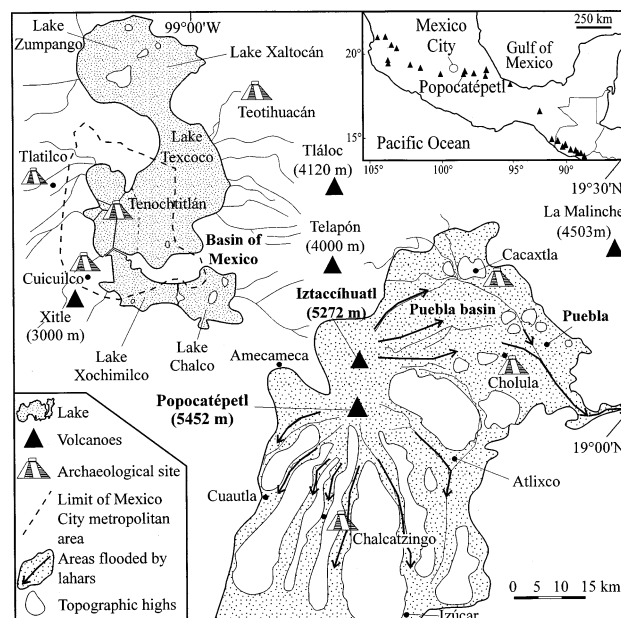 99°00'W
Lake
Zumpango
Lake Xaltocán
Teotihuacán
Lake
Texcoco
Tlatilco
Tláloc
(4120 m)
Tenochtitlán
Telapón
(4000 m)
Basin of
Mexico
Cuicuilco
Xitle
(3000 m)
Lake
Xochimilco
Lake
Chalco
Amecameca
Iztaccíhuatl
(5272 m)
Popocatépetl
(5452 m)
Mexico
City
Gulf of
Mexico
250 km
Popocatépetl
Pacific Ocean
20°
15°
105°
100°
95°
90°
19°30'N
La Malinche
(4503m)
Cacaxtla
Puebla basin
Puebla
Cholula
19°00'N
Atlixco
Cuautla
Chalcatzingo
Izúcar
0 5 10 15 km
Lake
Volcanoes
Archaeological site
Limit of Mexico
City metropolitan
area
Areas flooded by
lahars
Topographic highs